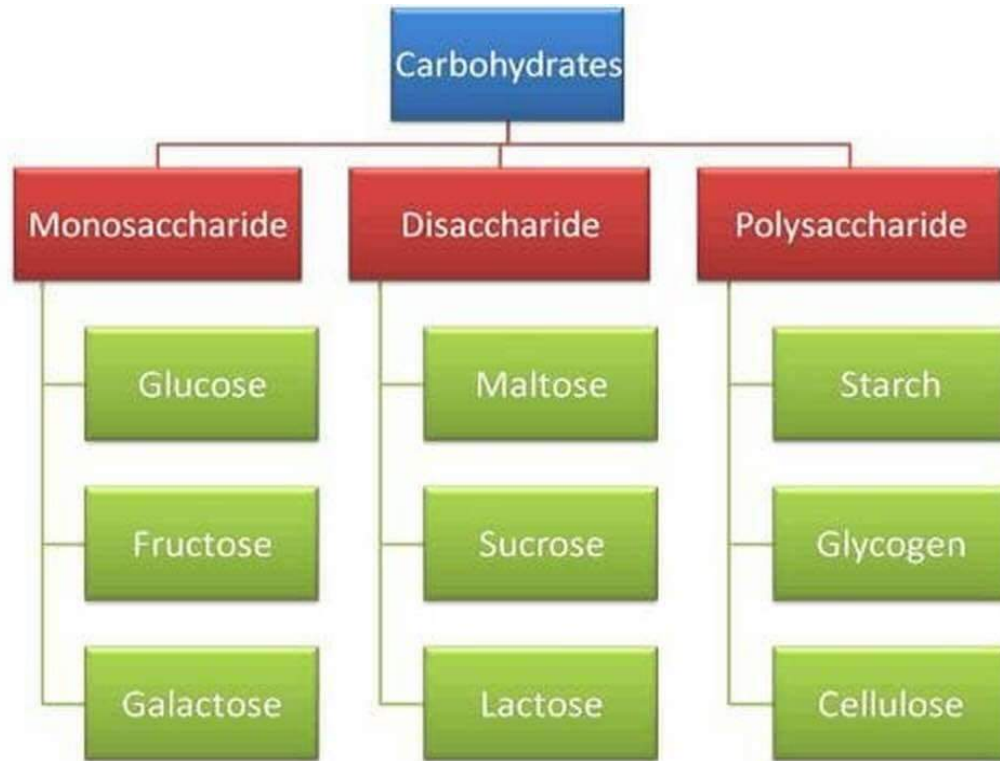 Carbohydrates
Monosaccharide
Disaccharide
Polysaccharide
Glucose
Maltose
Starch
Fructose
Sucrose
Glycogen
Galactose
Lactose
Cellulose